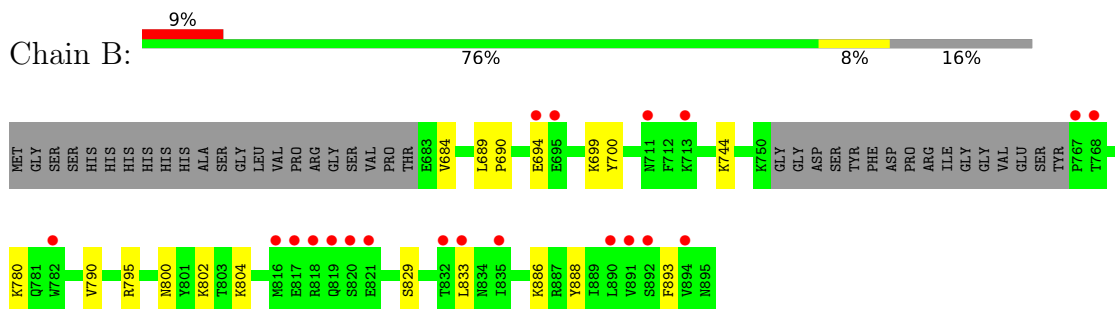 9%
Chain B:
76% 8% 16%
MET GLY SER SER HIS HIS HIS HIS HIS HIS ALA SER GLY LEU VAL PRO ARG GLY SER VAL PRO THR E683 V684 L689 P690 E694 E695 K699 Y700 N711 F712 K713 K744 K750 GLY GLY ASP SER TYR PHE ASP PRO ARG ILE GLY GLY VAL GLU SER TYR P767 T768
K780 Q781 W782 V790 R795 N800 Y801 K802 T803 K804 M816 E817 R818 Q819 S820 E821 S829 T832 L833 N834 I835 K886 R887 Y888 I889 L890 V891 S892 F893 V894 N895